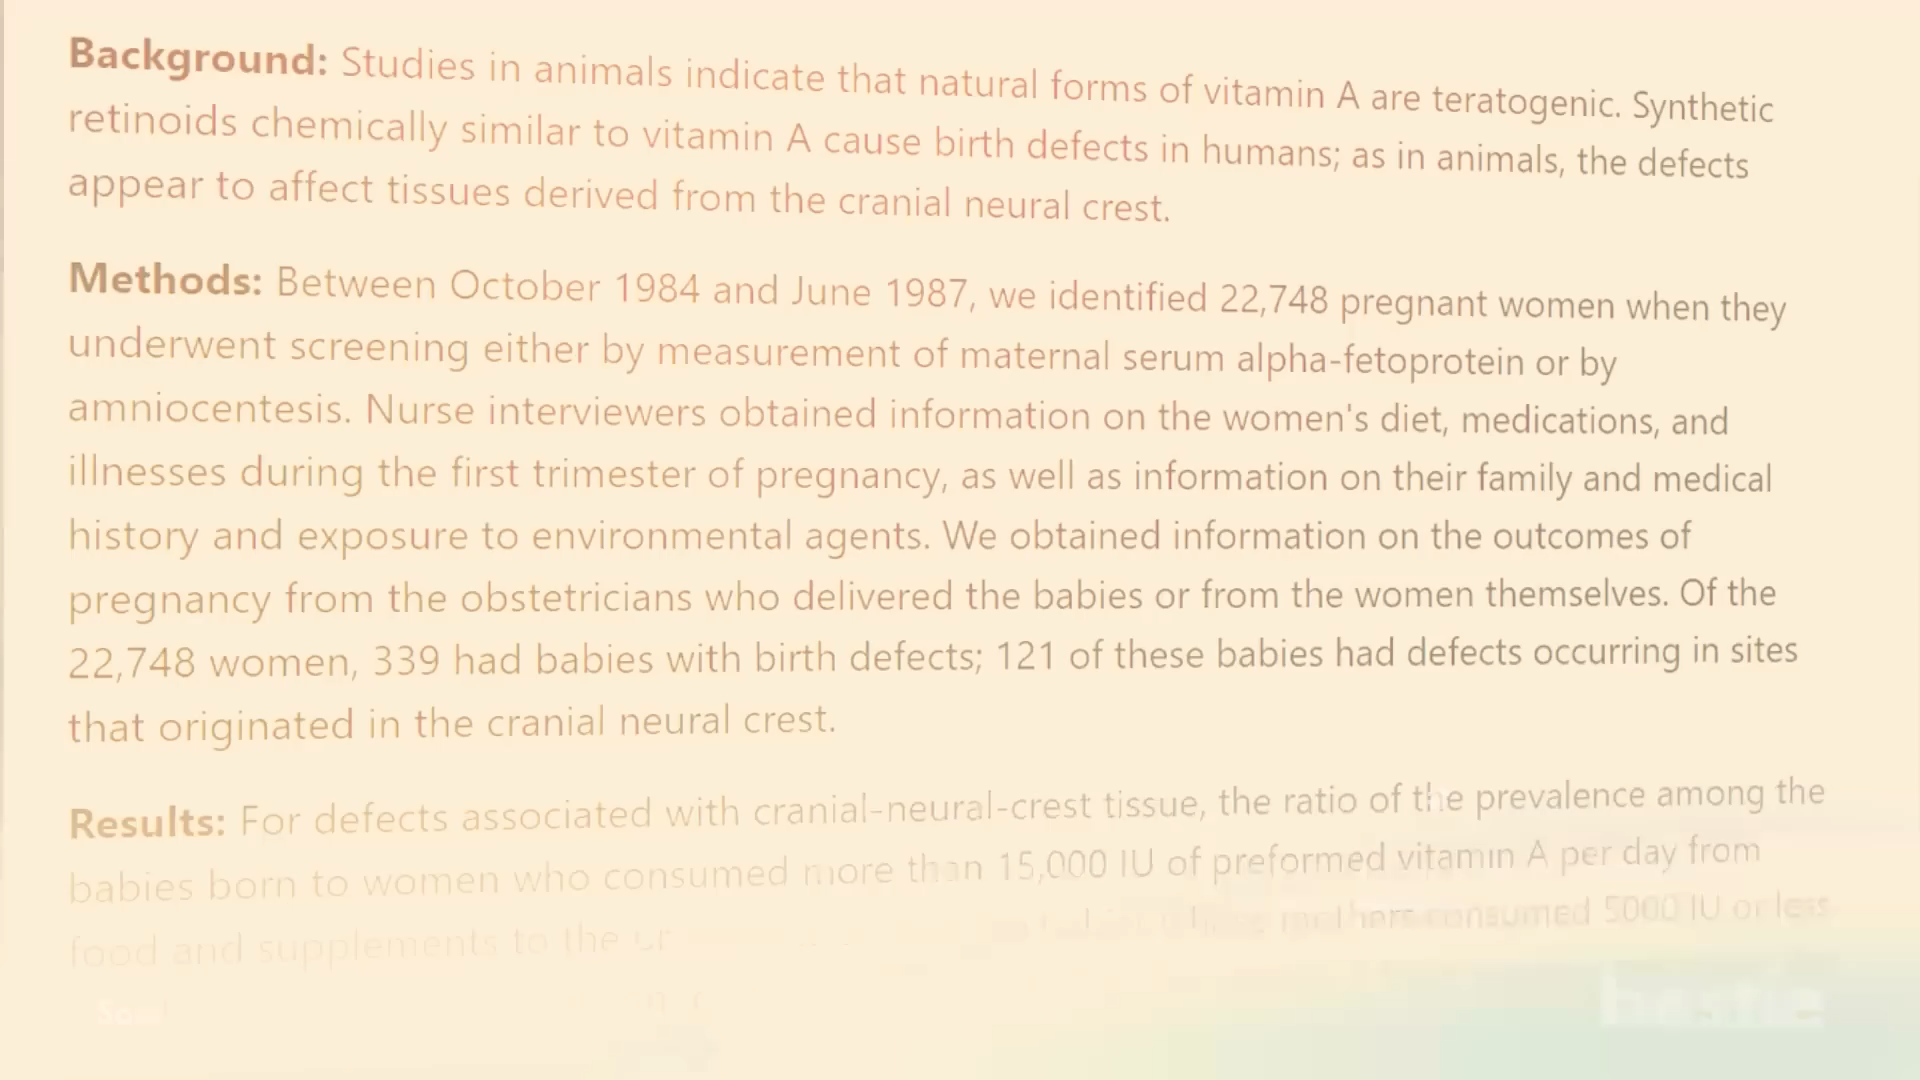 Background: Studies in animals indicate that natural forms of vitamin A are teratogenic. Synthetic
retinoids chemically similar to vitamin A cause birth defects in humans; as in animals, the defects
appear to affect tissues derived from the cranial neural crest.
Methods: Between October 1984 and June 1987, we identified 22,748 pregnant women when they
underwent screening either by measurement of maternal serum alpha-fetoprotein or by
amniocentesis. Nurse interviewers obtained information on the women's diet, medications, and
illnesses during the first trimester of pregnancy, as well as information on their family and medical
history and exposure to environmental agents. We obtained information on the outcomes of
pregnancy from the obstetricians who delivered the babies or from the women themselves. Of the
22,748 women, 339 had babies with birth defects; 121 of these babies had defects occurring in sites
that originated in the cranial neural crest.
Results: For defects associated with cranial-neural-crest tissue, the ratio of the prevalence among the
babies born to women who consumed more than 15,000 IU of preformed vitamin A per day from
food and supplements to the mothers consumed 5000 IU or less
bestie